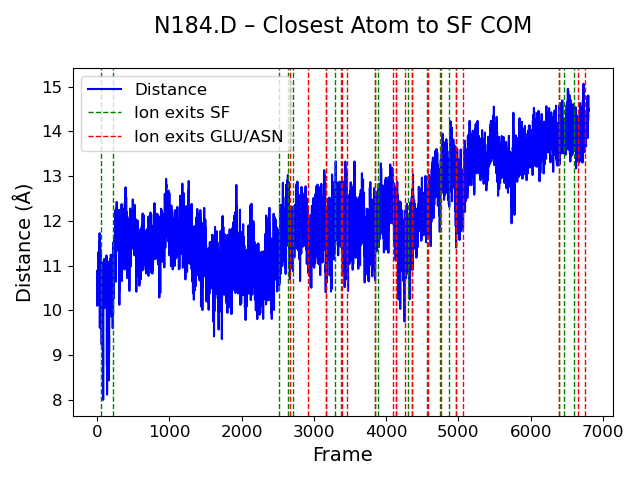 N184.D – Closest Atom to SF COM
Distance
Ion exits SF
Ion exits GLU/ASN
Distance (Å)
15
14
13
12
11
10
9
8
0 1000 2000 3000 4000 5000 6000 7000
Frame